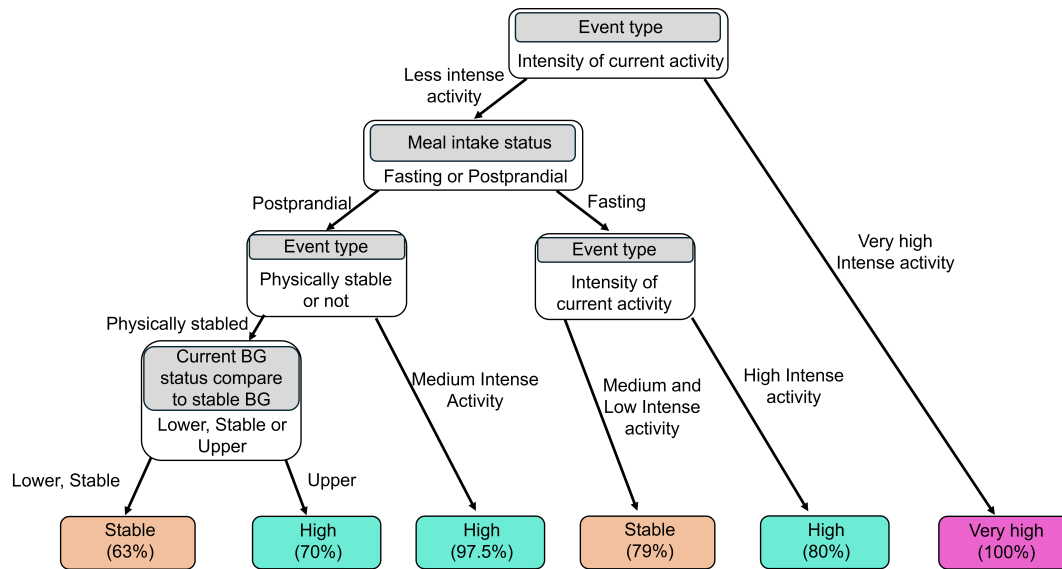 Event type
Intensity of current activity
Less intense
activity
Meal intake status
Fasting or Postprandial
Postprandial
Fasting
Very high
Intense activity
Event type
Physically stable
or not
Event type
Intensity of
current activity
Physically stabled
Current BG
status compare
to stable BG
Lower, Stable or
Upper
Medium Intense
Activity
Medium and
Low Intense
activity
High Intense
activity
Lower, Stable
Upper
Stable
(63%)
High
(70%)
High
(97.5%)
Stable
(79%)
High
(80%)
Very high
(100%)